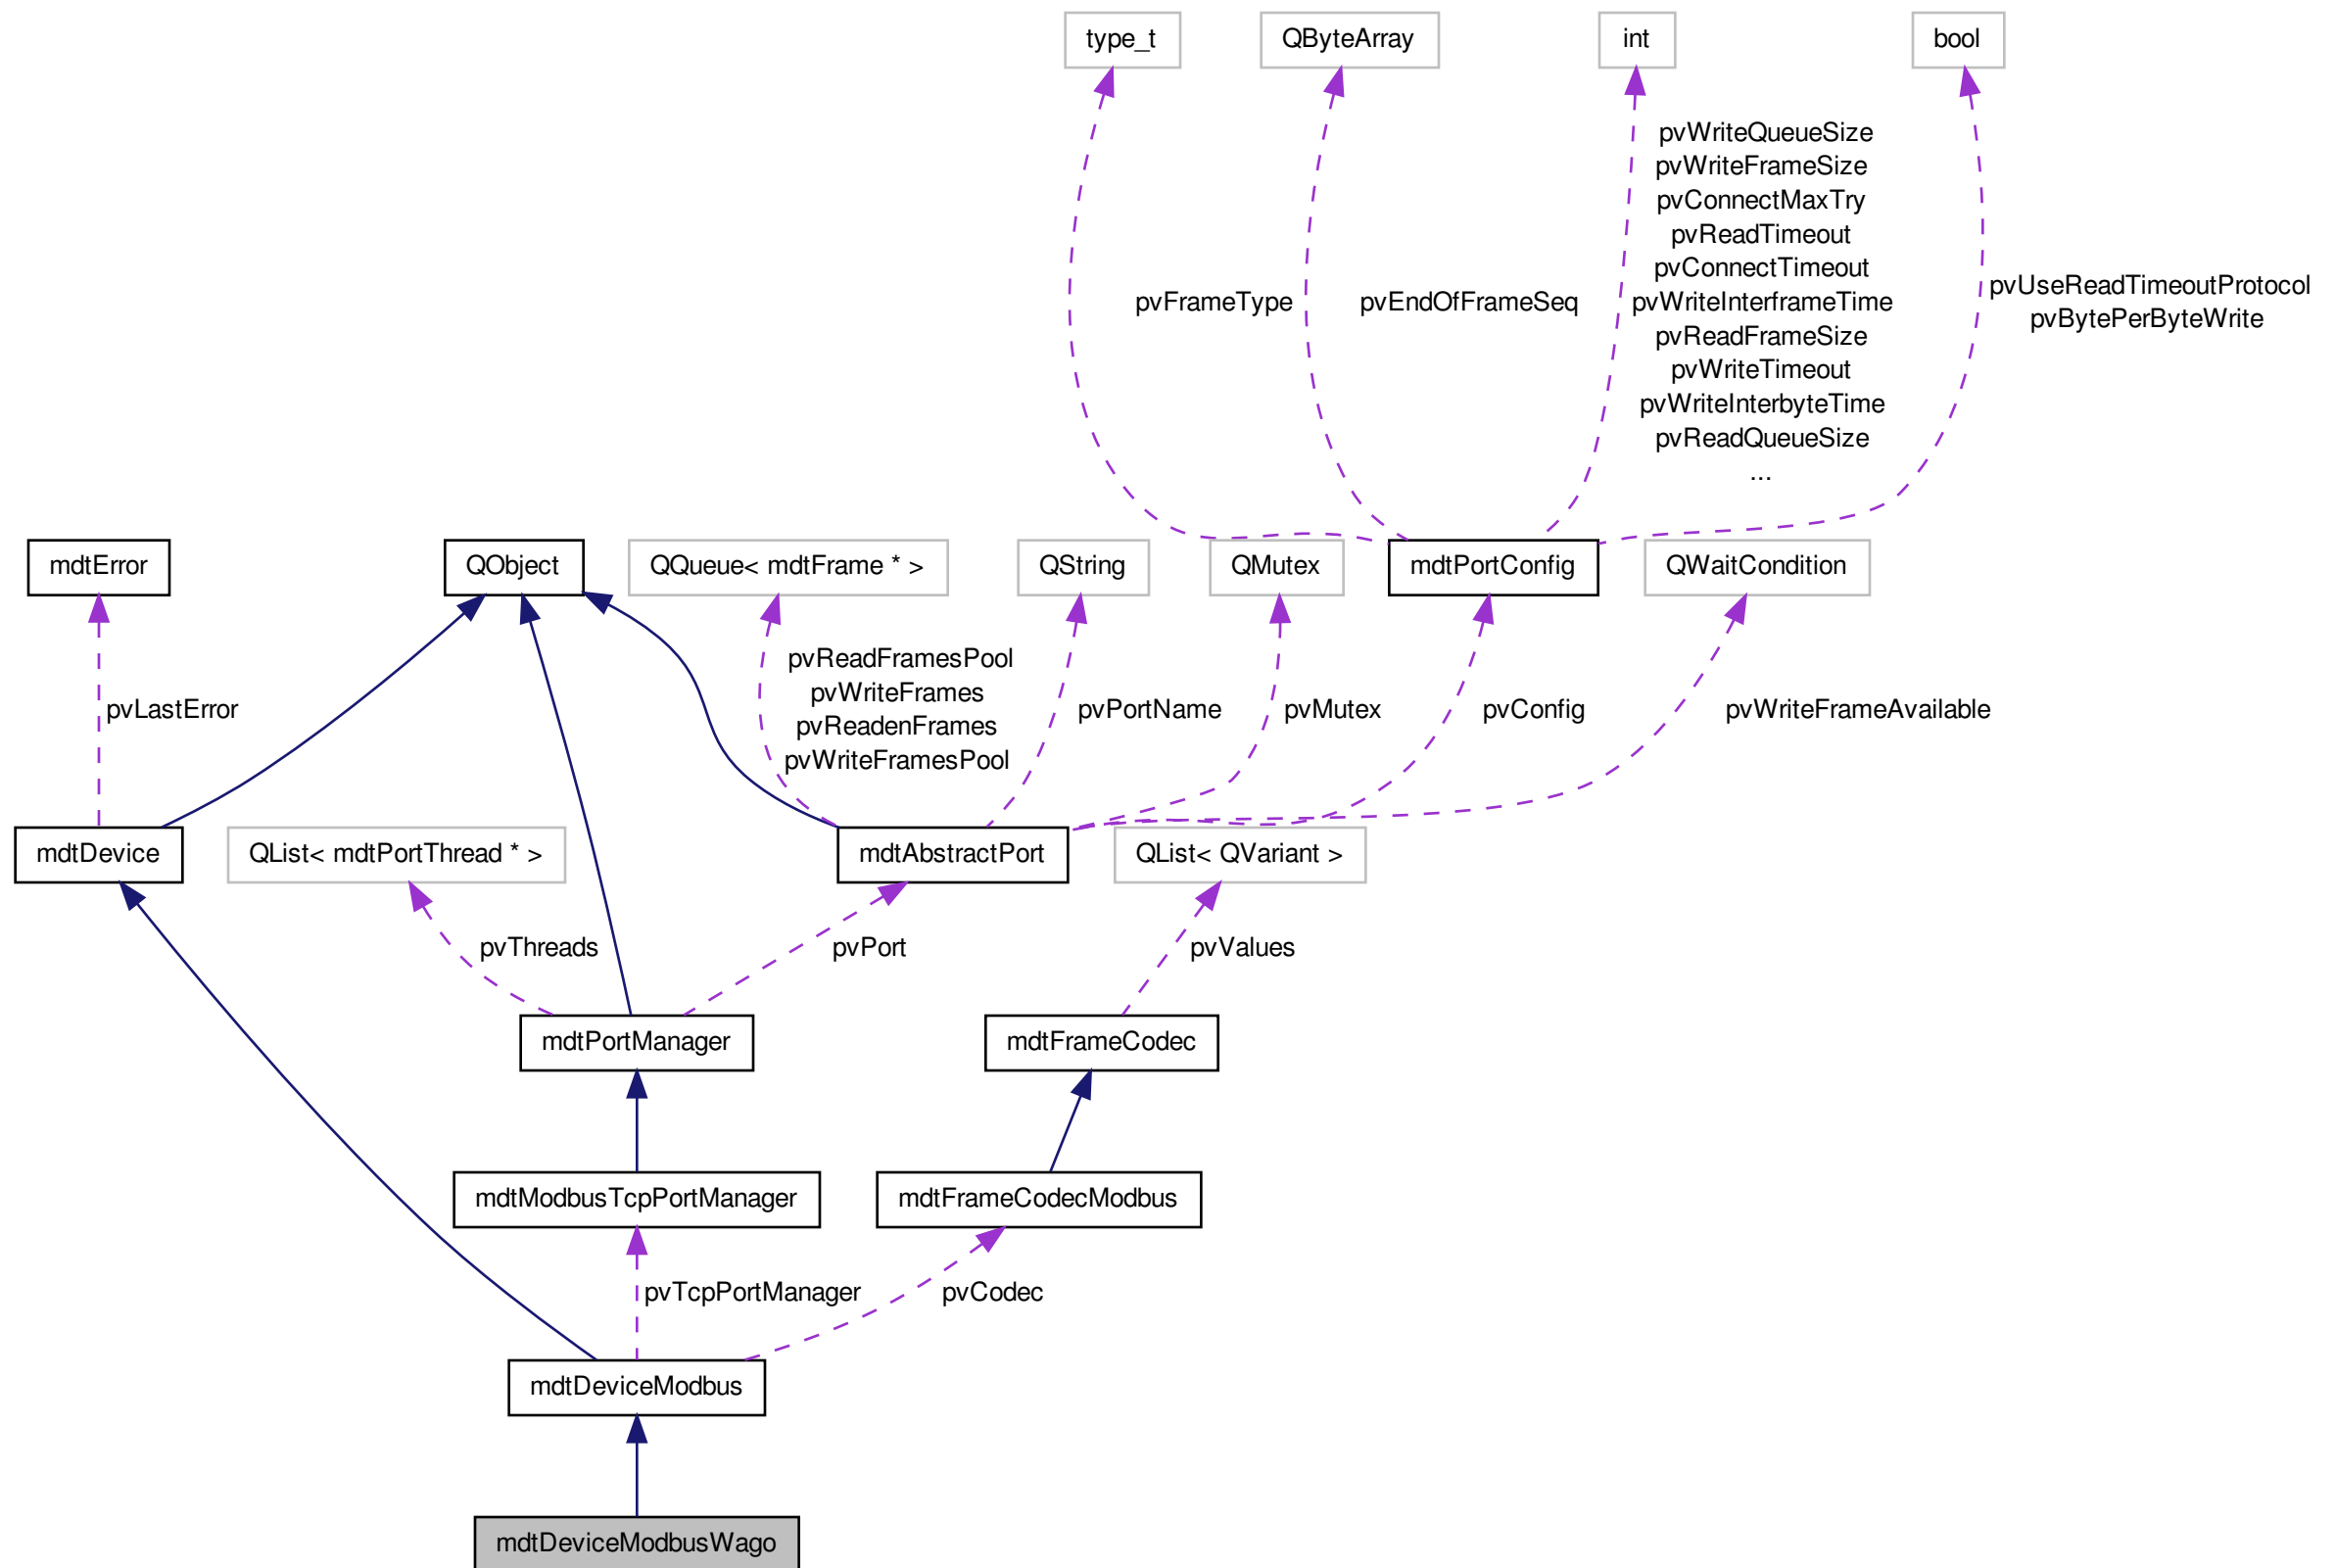 type_t
QByteArray
int
bool
pvWriteQueueSize
pvWriteFrameSize
pvConnectMaxTry
pvReadTimeout
pvConnectTimeout
pvWriteInterframeTime
pvReadFrameSize
pvWriteTimeout
pvWriteInterbyteTime
pvReadQueueSize
...
pvFrameType
pvEndOfFrameSeq
pvUseReadTimeoutProtocol
pvBytePerByteWrite
mdtError
QObject
QQueue< mdtFrame * >
QString
QMutex
mdtPortConfig
QWaitCondition
pvLastError
pvReadFramesPool
pvWriteFrames
pvReadenFrames
pvWriteFramesPool
pvPortName
pvMutex
pvConfig
pvWriteFrameAvailable
mdtDevice
QList< mdtPortThread * >
mdtAbstractPort
QList< QVariant >
pvThreads
pvPort
pvValues
mdtPortManager
mdtFrameCodec
mdtModbusTcpPortManager
mdtFrameCodecModbus
pvTcpPortManager
pvCodec
mdtDeviceModbus
mdtDeviceModbusWago